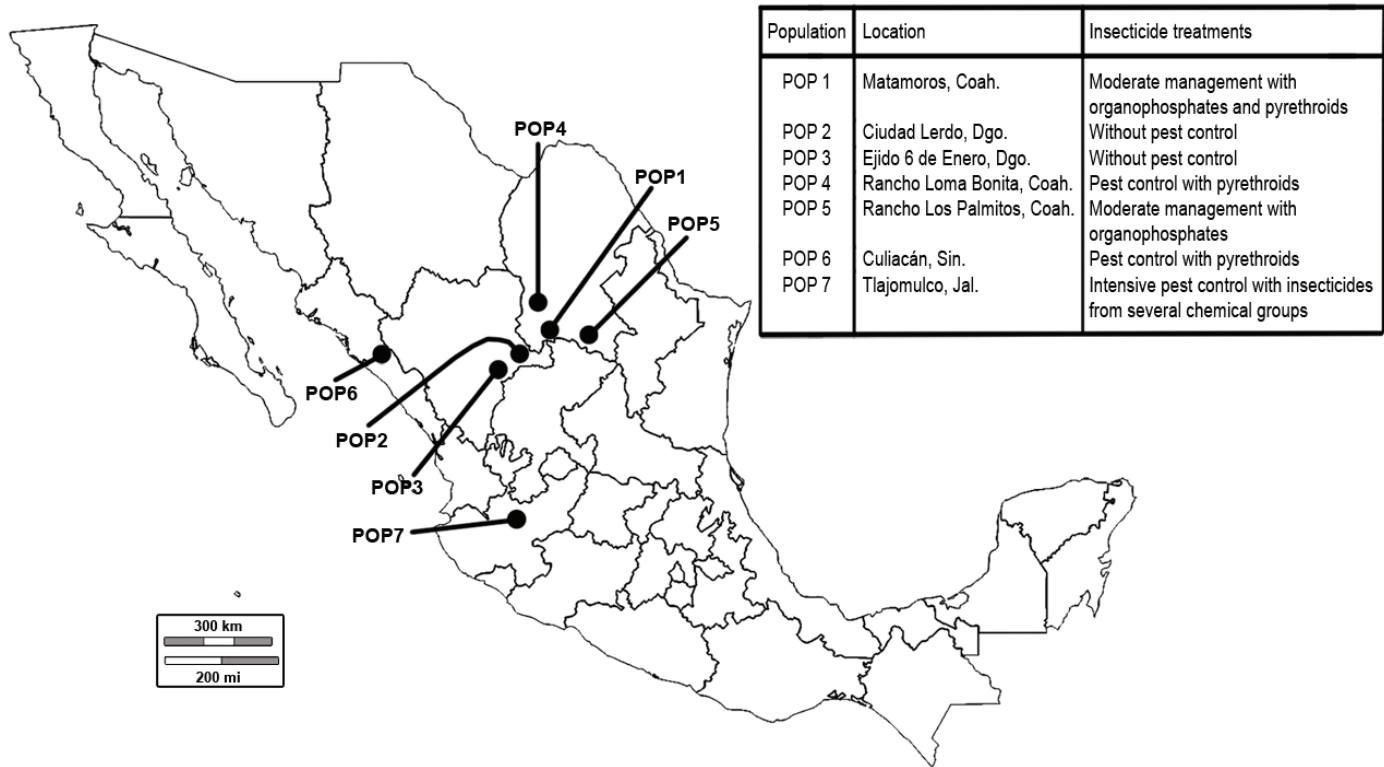 Population Location Insecticide treatments
POP 1 Matamoros, Coah. Moderate management with
organophosphates and pyrethroids
POP 2 Ciudad Lerdo, Dgo. Without pest control
POP 3 Ejido 6 de Enero, Dgo. Without pest control
POP 4 Rancho Loma Bonita, Coah. Pest control with pyrethroids
POP 5 Rancho Los Palmitos, Coah. Moderate management with
organophosphates
POP 6 Culiacán, Sin. Pest control with pyrethroids
POP 7 Tlajomulco, Jal. Intensive pest control with insecticides
from several chemical groups
POP4
POP1
POP5
POP6
POP2
POP3
POP7
300 km
200 mi